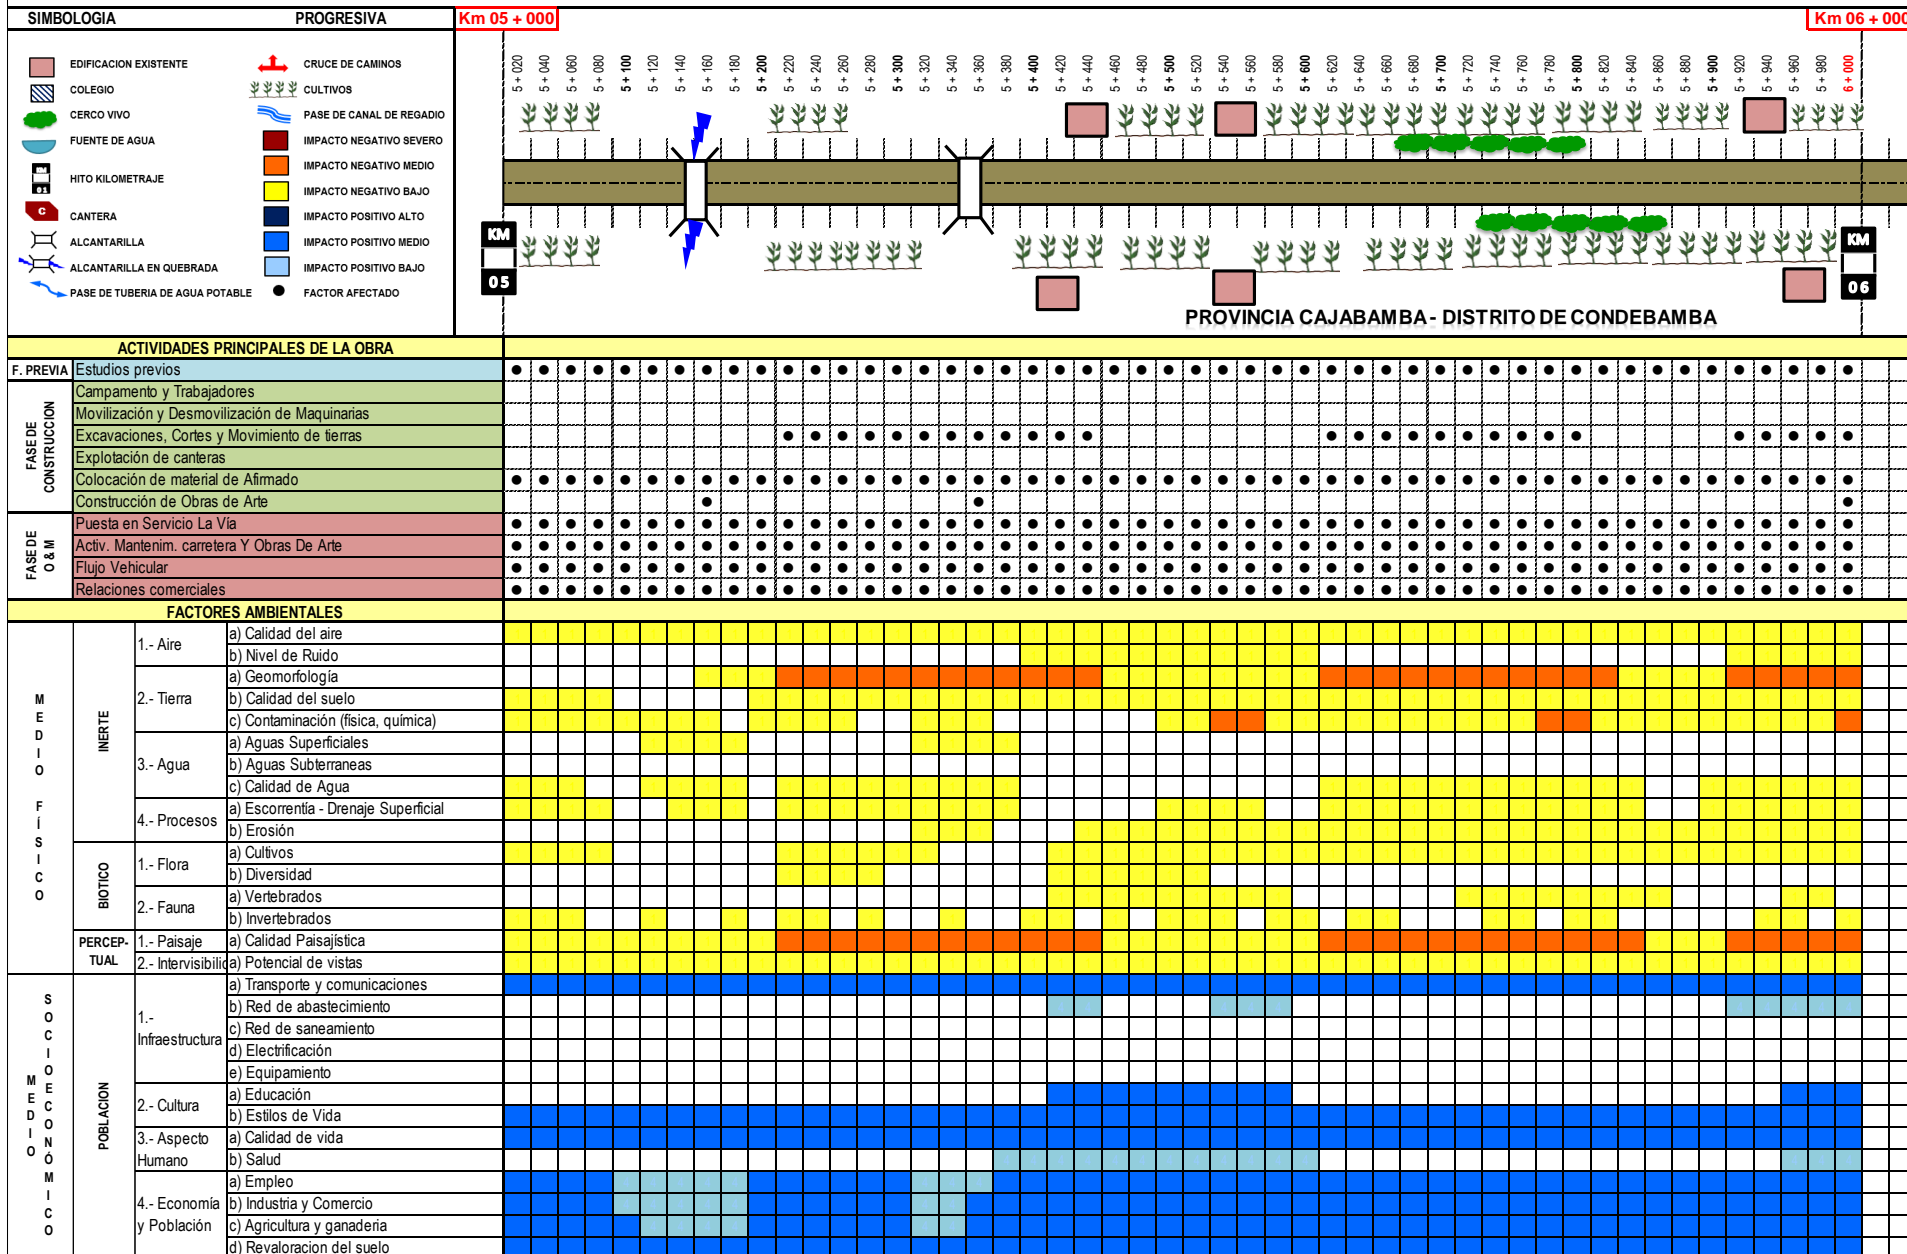 SIMBOLOGIA PROGRESIVA Km 05 + 000 Km 06 + 000
EDIFICACION EXISTENTE
COLEGIO
CERCO VIVO
FUENTE DE AGUA
KM
01
HITO KILOMETRAJE
C
CANTERA
ALCANTARILLA
ALCANTARILLA EN QUEBRADA
PASE DE TUBERIA DE AGUA POTABLE
CRUCE DE CAMINOS
CULTIVOS
PASE DE CANAL DE REGADIO
IMPACTO NEGATIVO SEVERO
IMPACTO NEGATIVO MEDIO
IMPACTO NEGATIVO BAJO
IMPACTO POSITIVO ALTO
IMPACTO POSITIVO MEDIO
IMPACTO POSITIVO BAJO
FACTOR AFECTADO
5 + 020
5 + 040
5 + 060
5 + 080
5 + 100
5 + 120
5 + 140
5 + 160
5 + 180
5 + 200
5 + 220
5 + 240
5 + 260
5 + 280
5 + 300
5 + 320
5 + 340
5 + 360
5 + 380
5 + 400
5 + 420
5 + 440
5 + 460
5 + 480
5 + 500
5 + 520
5 + 540
5 + 560
5 + 580
5 + 600
5 + 620
5 + 640
5 + 660
5 + 680
5 + 700
5 + 720
5 + 740
5 + 760
5 + 780
5 + 800
5 + 820
5 + 840
5 + 860
5 + 880
5 + 900
5 + 920
5 + 940
5 + 960
5 + 980
6 + 000
KM
05
KM
06
PROVINCIA CAJABAMBA - DISTRITO DE CONDEBAMBA
ACTIVIDADES PRINCIPALES DE LA OBRA
F. PREVIA Estudios previos
FASE DE CONSTRUCCION
Campamento y Trabajadores
Movilización y Desmovilización de Maquinarias
Excavaciones, Cortes y Movimiento de tierras
Explotación de canteras
Colocación de material de Afirmado
Construcción de Obras de Arte
FASE DE O & M
Puesta en Servicio La Vía
Activ. Mantenim. carretera Y Obras De Arte
Flujo Vehicular
Relaciones comerciales
FACTORES AMBIENTALES
MEDIO FÍSICO
INERTE
1.- Aire
a) Calidad del aire
b) Nivel de Ruido
2.- Tierra
a) Geomorfología
b) Calidad del suelo
c) Contaminación (física, química)
3.- Agua
a) Aguas Superficiales
b) Aguas Subterraneas
c) Calidad de Agua
4.- Procesos
a) Escorrentía - Drenaje Superficial
b) Erosión
BIOTICO
1.- Flora
a) Cultivos
b) Diversidad
2.- Fauna
a) Vertebrados
b) Invertebrados
PERCEP-
TUAL
1.- Paisaje
a) Calidad Paisajística
2.- Intervisibilid
a) Potencial de vistas
MEDIO
SOCIOECONÓMICO
POBLACION
1.-
Infraestructura
a) Transporte y comunicaciones
b) Red de abastecimiento
c) Red de saneamiento
d) Electrificación
e) Equipamiento
2.- Cultura
a) Educación
b) Estilos de Vida
3.- Aspecto
Humano
a) Calidad de vida
b) Salud
4.- Economía
y Población
a) Empleo
b) Industria y Comercio
c) Agricultura y ganaderia
d) Revaloracion del suelo